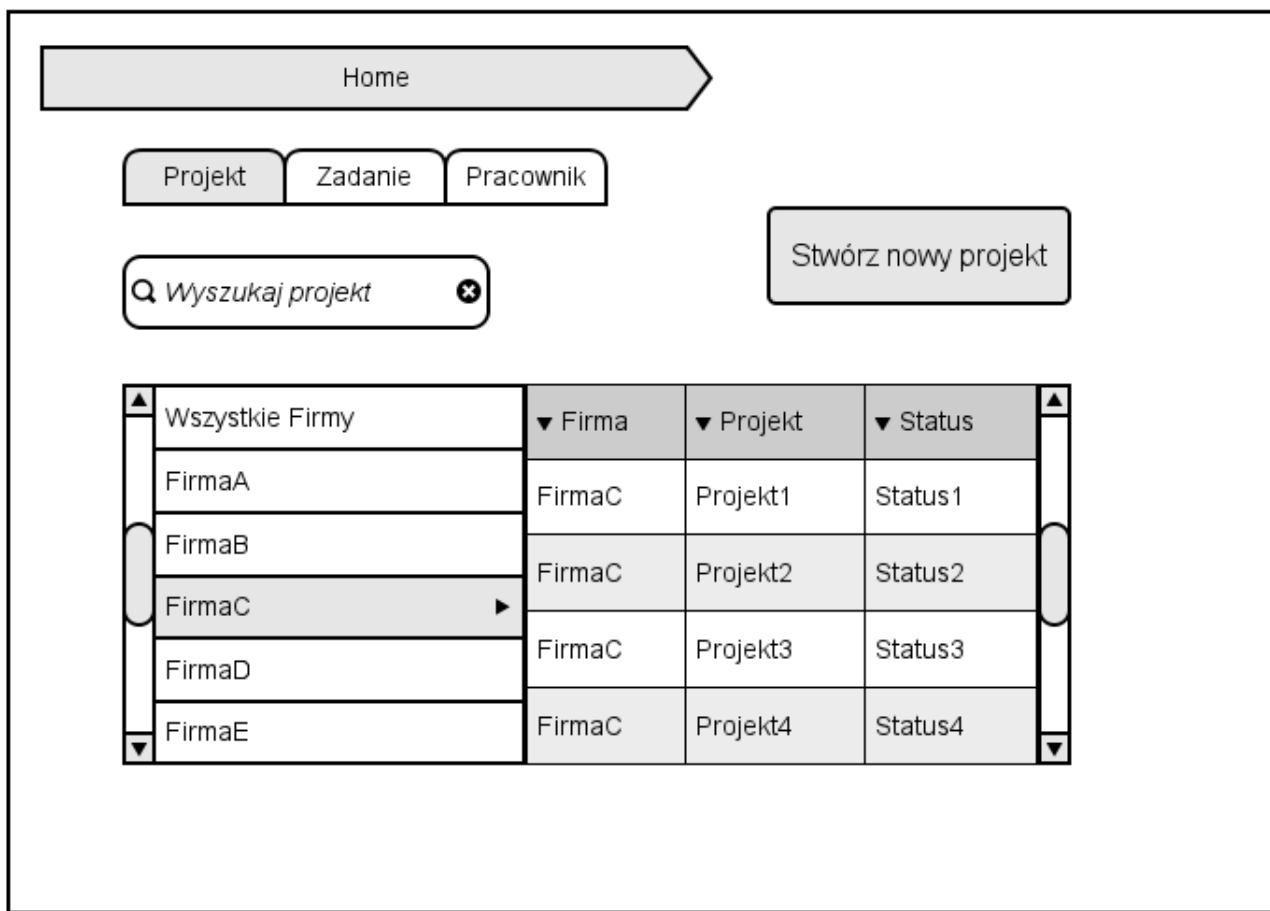 Home
Projekt Zadanie Pracownik
Stwórz nowy projekt
Wyszukaj projekt
Wszystkie Firmy
FirmaA
FirmaB
FirmaC
FirmaD
FirmaE
Firma Projekt Status
FirmaC Projekt1 Status1
FirmaC Projekt2 Status2
FirmaC Projekt3 Status3
FirmaC Projekt4 Status4